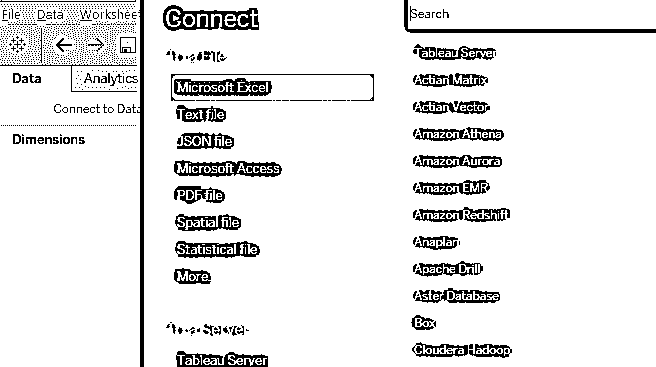 File Data Worksheet
Data Analytics
Connect to Data
Dimensions
Connect
To a File
Microsoft Excel
Text file
JSON file
Microsoft Access
PDF file
Spatial file
Statistical file
More...
To a Server
Tableau Server
Search
Tableau Server
Actian Matrix
Actian Vector
Amazon Athena
Amazon Aurora
Amazon EMR
Amazon Redshift
Anaplan
Apache Drill
Aster Database
Box
Cloudera Hadoop